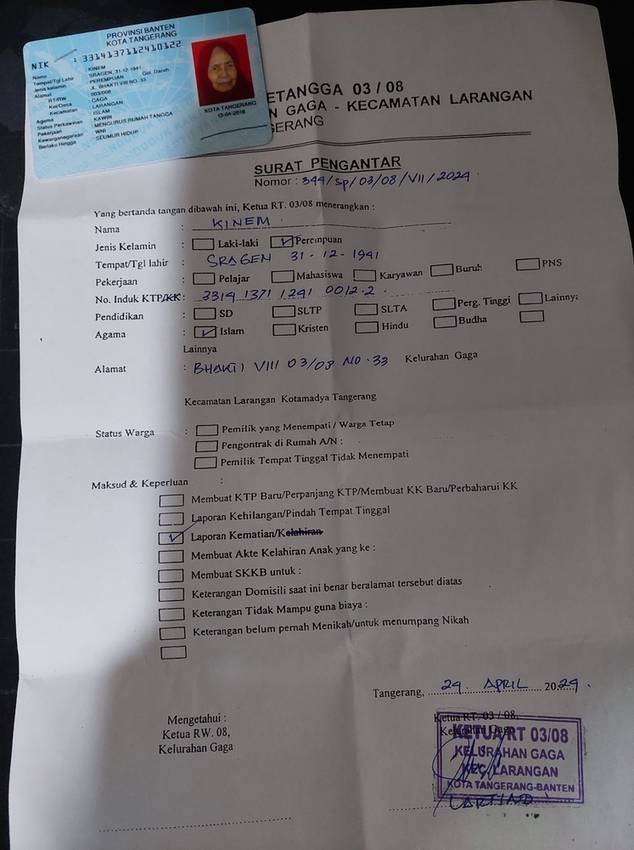 PROVINSI BANTEN
KOTA TANGERANG
NIK : 3314137112410122
Nama : KINEM
Tempat/Tgl Lahir : SRAGEN, 31-12-1941
Jenis kelamin : PEREMPUAN Gol. Darah
Alamat : JL. BHAKTI VIII NO. 33
RT/RW : 003/008
Kel/Desa : GAGA
Kecamatan : LARANGAN
Agama : ISLAM
Status Perkawinan : KAWIN
Pekerjaan : MENGURUS RUMAH TANGGA
Kewarganegaraan : WNI
Berlaku Hingga : SEUMUR HIDUP
KOTA TANGERANG
ETANGGA 03 / 08
N GAGA - KECAMATAN LARANGAN
GERANG
SURAT PENGANTAR
Nomor : 344/SP/03/08/VII/2024
Yang bertanda tangan dibawah ini, Ketua RT. 03/08 menerangkan :
Nama : KINEM
Jenis Kelamin : Laki-laki Perempuan
Tempat/Tgl lahir : SRAGEN 31-12-1941
Pekerjaan : Pelajar Mahasiswa Karyawan Buruh PNS
No. Induk KTP/KK : 3314 1371 1241 0012-2
Pendidikan : SD SLTP SLTA Perg. Tinggi Lainnya
Agama : Islam Kristen Hindu Budha
Lainnya
Alamat : BHAKTI VIII 03/08 NO.33 Kelurahan Gaga
Kecamatan Larangan Kotamadya Tangerang
Status Warga : Pemilik yang Menempati / Warga Tetap
Pengontrak di Rumah A/N :
Pemilik Tempat Tinggal Tidak Menempati
Maksud & Keperluan :
Membuat KTP Baru/Perpanjang KTP/Membuat KK Baru/Perbaharui KK
Laporan Kehilangan/Pindah Tempat Tinggal
Laporan Kematian/Kelahiran
Membuat Akte Kelahiran Anak yang ke :
Membuat SKKB untuk :
Keterangan Domisili saat ini benar beralamat tersebut diatas
Keterangan Tidak Mampu guna biaya :
Keterangan belum pernah Menikah/untuk menumpang Nikah
Tangerang, 24 APRIL 2024.
Mengetahui :
Ketua RW. 08,
Kelurahan Gaga
Ketua RT. 03 / 08,
Kelurahan Gaga
KETUA RT 03/08
KELURAHAN GAGA
KEC. LARANGAN
KOTA TANGERANG-BANTEN